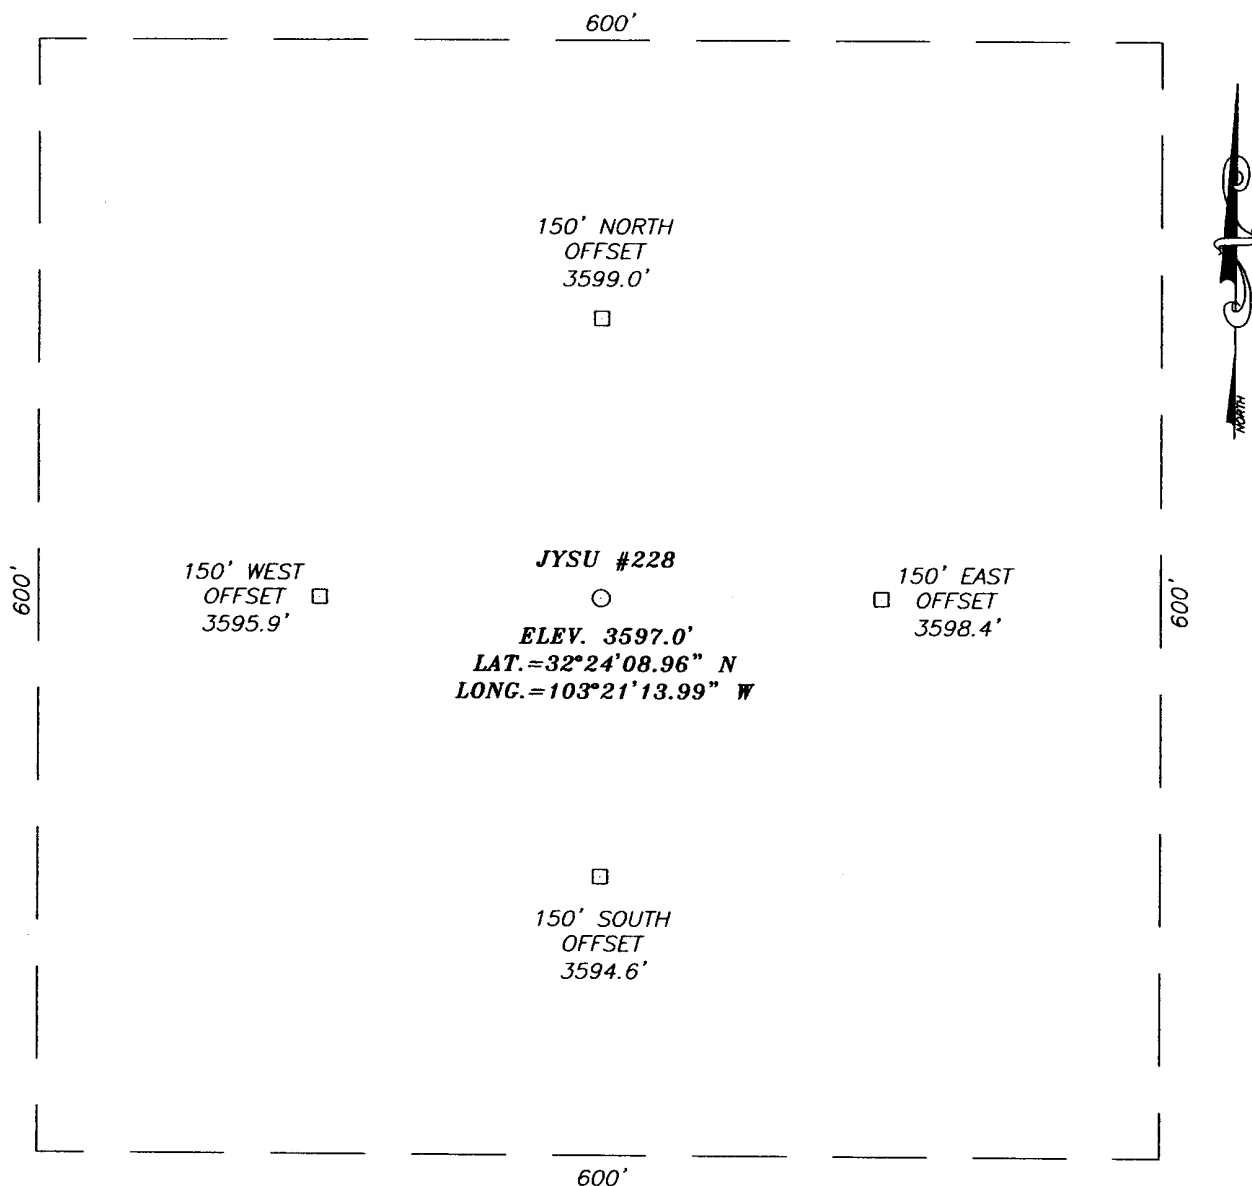 600'
150' NORTH
OFFSET
3599.0'
NORTH
JYSU #228
150' WEST
OFFSET
3595.9'
600'
150' EAST
OFFSET
3598.4'
600'
ELEV. 3597.0'
LAT.=32°24'08.96" N
LONG.=103°21'13.99" W
150' SOUTH
OFFSET
3594.6'
600'